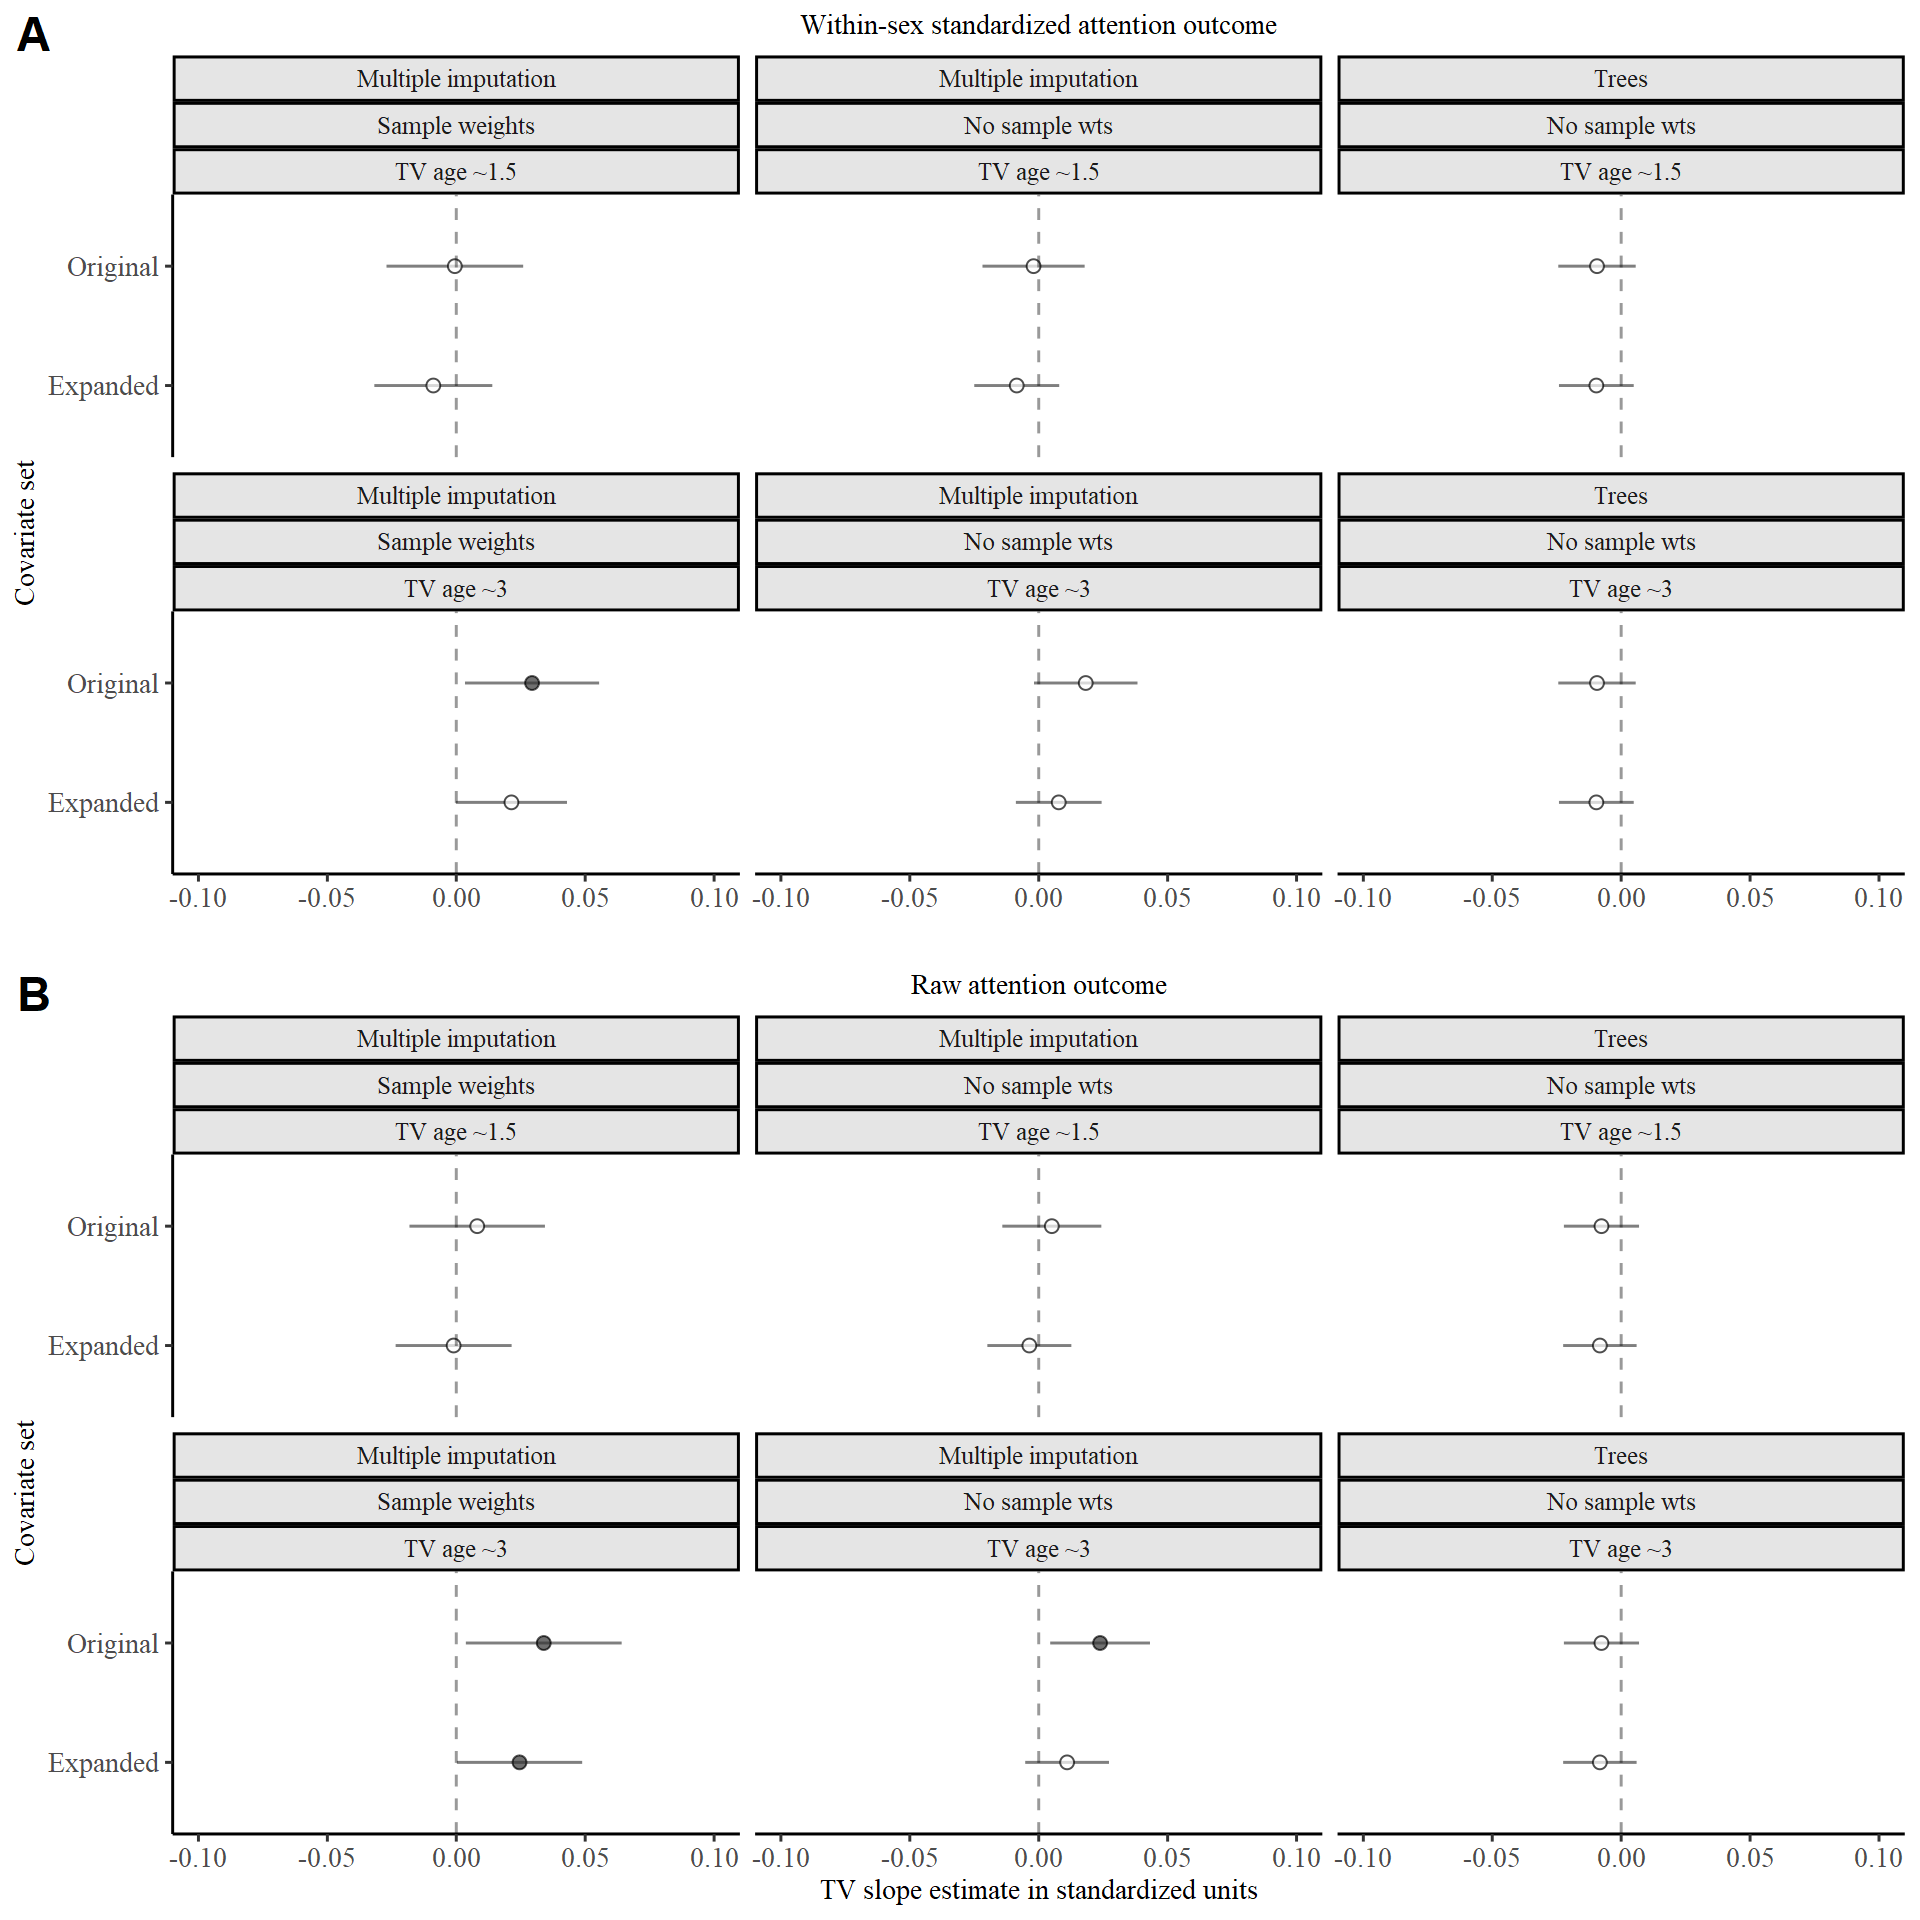 A
Within-sex standardized attention outcome
Multiple imputation
Multiple imputation
Trees
Sample weights
No sample wts
No sample wts
TV age ~1.5
TV age ~1.5
TV age ~1.5
Original
Expanded
Covariate set
Multiple imputation
Multiple imputation
Trees
Sample weights
No sample wts
No sample wts
TV age ~3
TV age ~3
TV age ~3
Original
Expanded
-0.10 -0.05 0.00 0.05 0.10 -0.10 -0.05 0.00 0.05 0.10 -0.10 -0.05 0.00 0.05 0.10
B
Raw attention outcome
Multiple imputation
Multiple imputation
Trees
Sample weights
No sample wts
No sample wts
TV age ~1.5
TV age ~1.5
TV age ~1.5
Original
Expanded
Covariate set
Multiple imputation
Multiple imputation
Trees
Sample weights
No sample wts
No sample wts
TV age ~3
TV age ~3
TV age ~3
Original
Expanded
-0.10 -0.05 0.00 0.05 0.10 -0.10 -0.05 0.00 0.05 0.10 -0.10 -0.05 0.00 0.05 0.10
TV slope estimate in standardized units